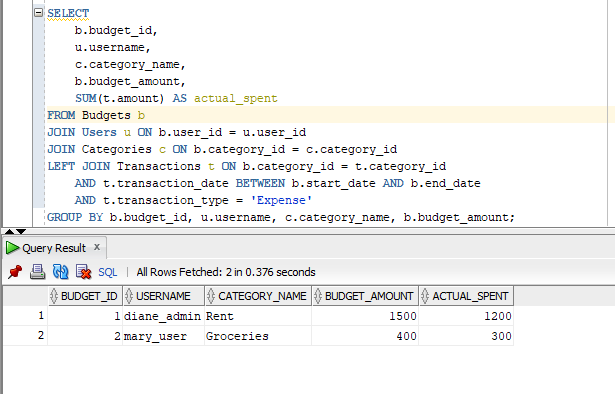 SELECT
b.budget_id,
u.username,
c.category_name,
b.budget_amount,
SUM(t.amount) AS actual_spent
FROM Budgets b
JOIN Users u ON b.user_id = u.user_id
JOIN Categories c ON b.category_id = c.category_id
LEFT JOIN Transactions t ON b.category_id = t.category_id
AND t.transaction_date BETWEEN b.start_date AND b.end_date
AND t.transaction_type = 'Expense'
GROUP BY b.budget_id, u.username, c.category_name, b.budget_amount;
Query Result x
SQL | All Rows Fetched: 2 in 0.376 seconds
BUDGET_ID USERNAME CATEGORY_NAME BUDGET_AMOUNT ACTUAL_SPENT
1 1 diane_admin Rent 1500 1200
2 2 mary_user Groceries 400 300